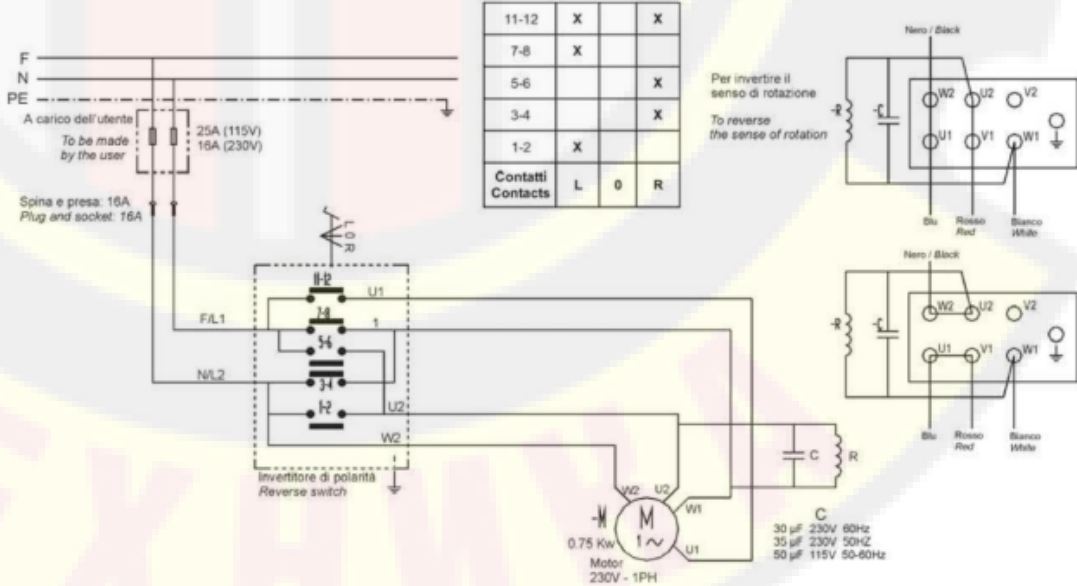 11-12 X X
7-8 X
5-6 X
3-4 X
1-2 X
Contatti
Contacts L 0 R
F
N
PE
A carico dell'utente
To be made
by the user
25A (115V)
16A (230V)
Spina e presa: 16A
Plug and socket: 16A
L O R
11-12
U1
7-8
F/L1
1
5-6
N/L2
3-4
1-2
U2
W2
Invertitore di polarità
Reverse switch
W2
U2
W1
U1
-M
M
1~
0.75 Kw
Motor
230V - 1PH
C
R
C
30 µF 230V 60Hz
35 µF 230V 50HZ
50 µF 115V 50-60Hz
Per invertire il
senso di rotazione
To reverse
the sense of rotation
Nero / Black
-R
-C
W2 U2 V2
U1 V1 W1
Blu
Rosso
Red
Bianco
White
Nero / Black
-R
-C
W2 U2 V2
U1 V1 W1
Blu
Rosso
Red
Bianco
White